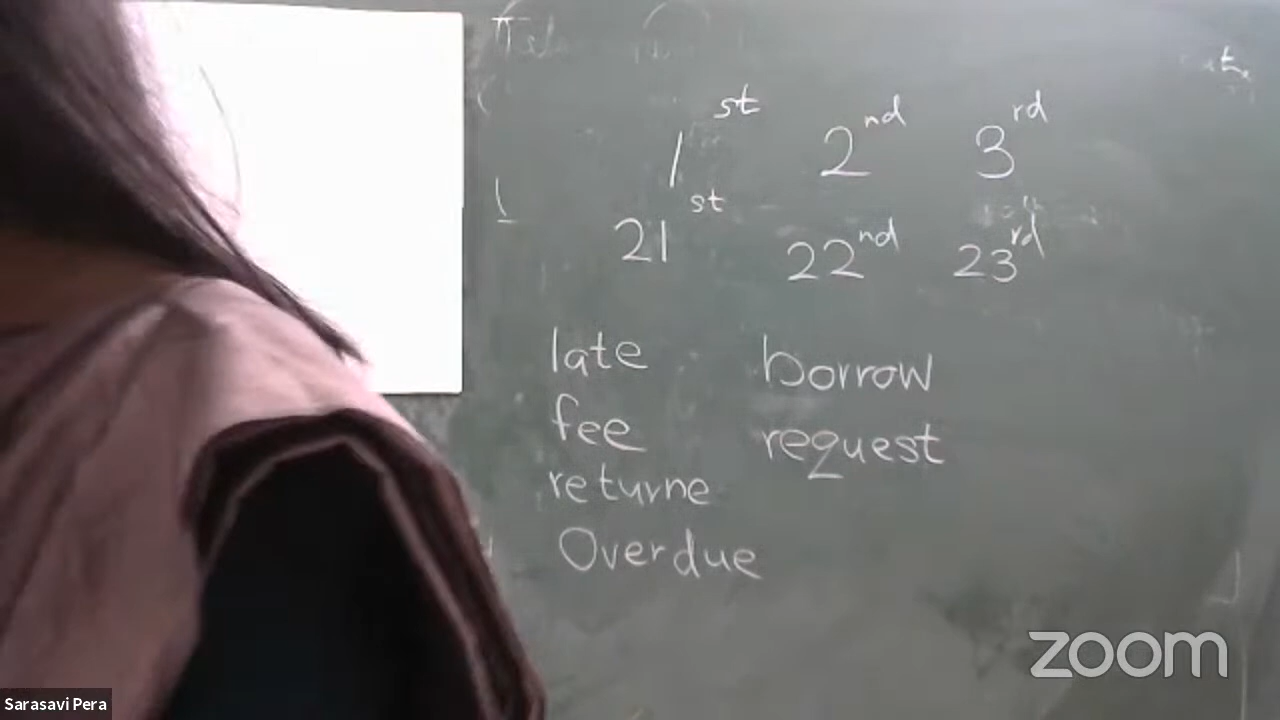 1st 2nd 3rd
21st 22nd 23rd
late borrow
fee request
returne
Overdue
zoom
Sarasavi Pera